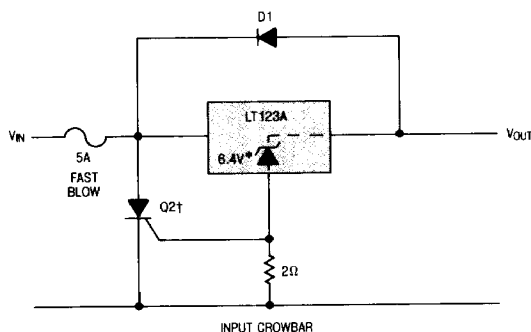 D1
LT123A
VIN
VOUT
6.4V*
5A
FAST
BLOW
Q2†
2Ω
INPUT CROWBAR